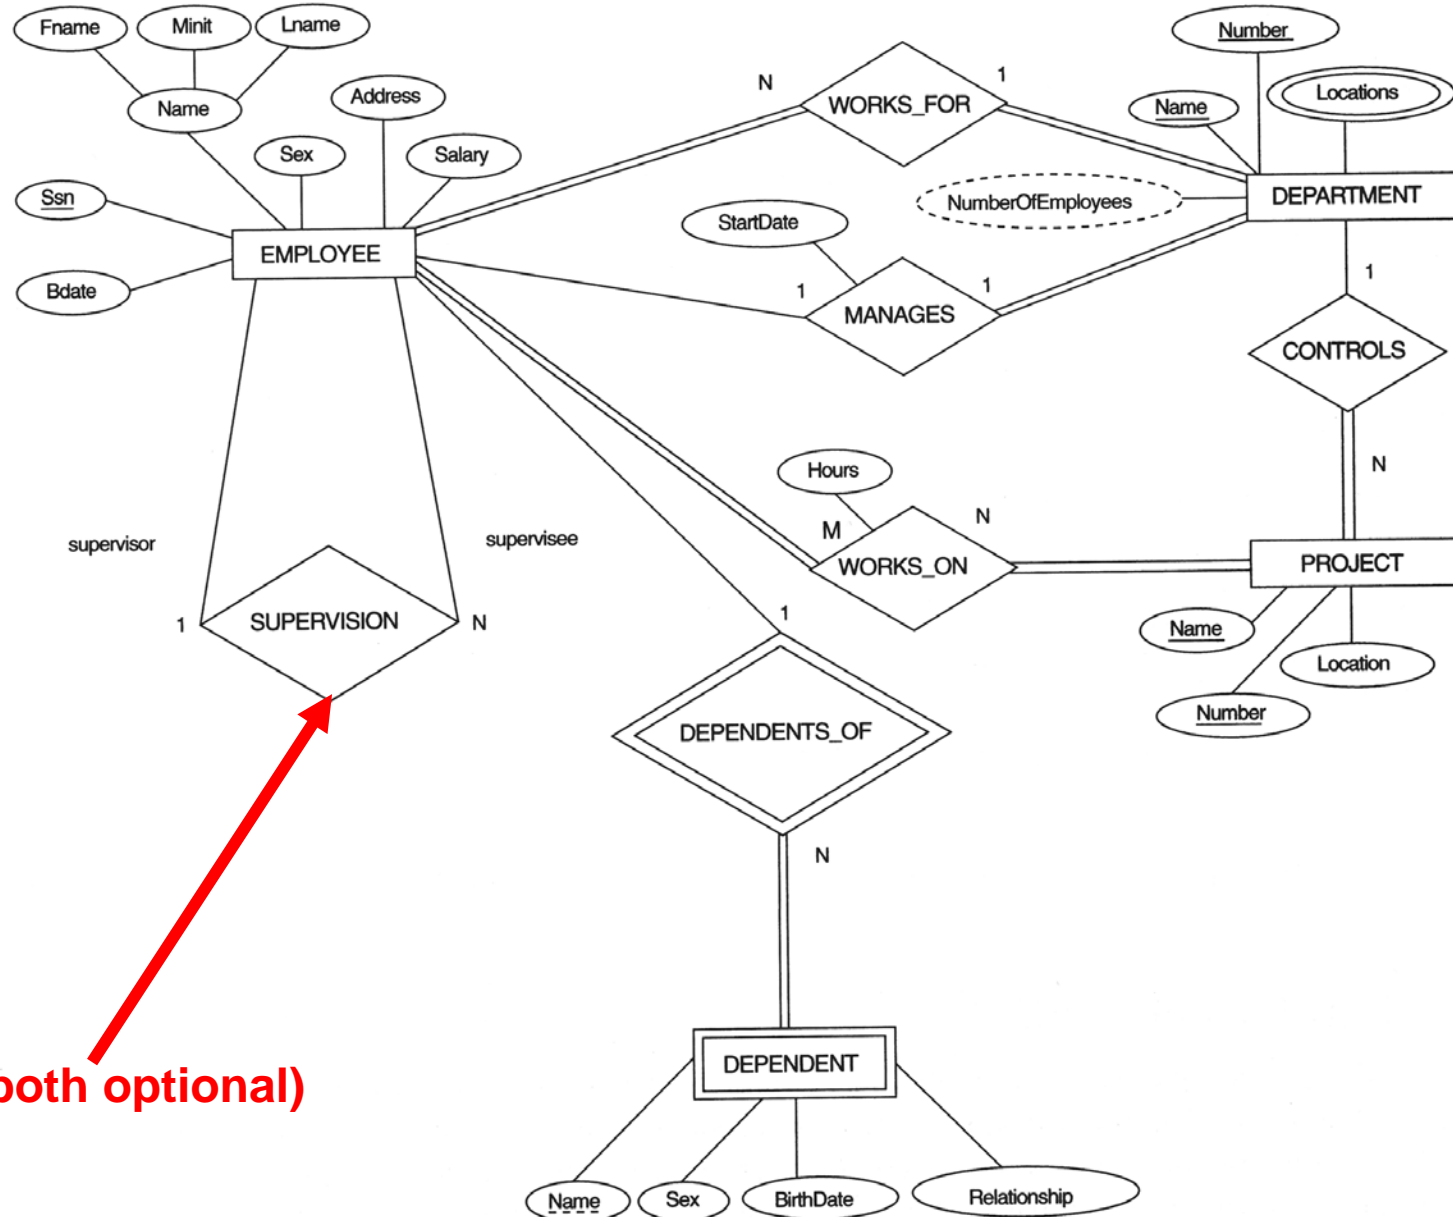 Fname
Minit
Lname
Name
Address
Sex
Salary
Ssn
Bdate
EMPLOYEE
N
WORKS_FOR
1
Number
Name
Locations
NumberOfEmployees
DEPARTMENT
StartDate
1
MANAGES
1
1
CONTROLS
N
Hours
M
WORKS_ON
N
PROJECT
Name
Number
Location
supervisor
supervisee
1
SUPERVISION
N
1
DEPENDENTS_OF
N
DEPENDENT
both optional)
Name
Sex
BirthDate
Relationship